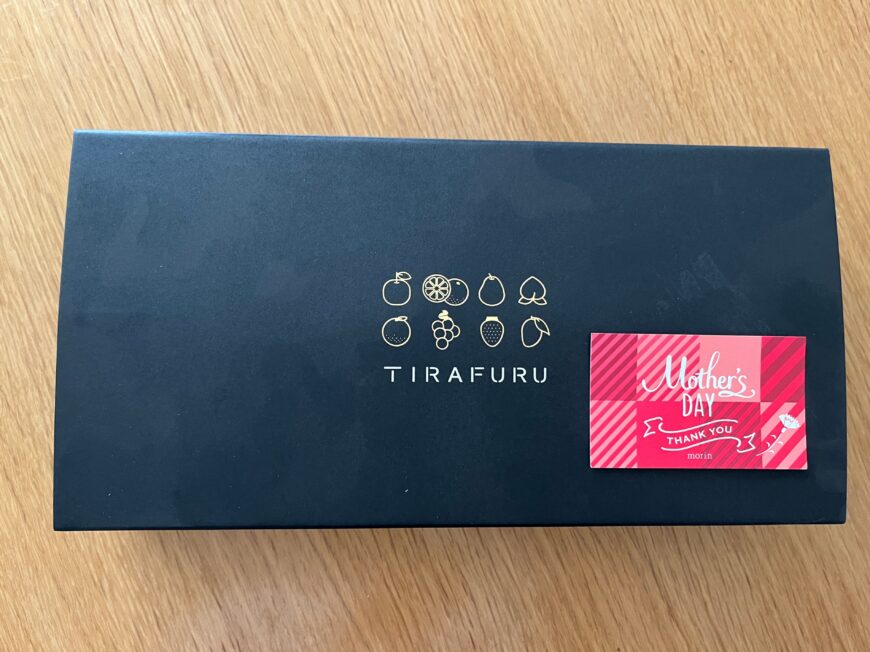 TIRAFURU
Mother's
DAY
THANK YOU
morin